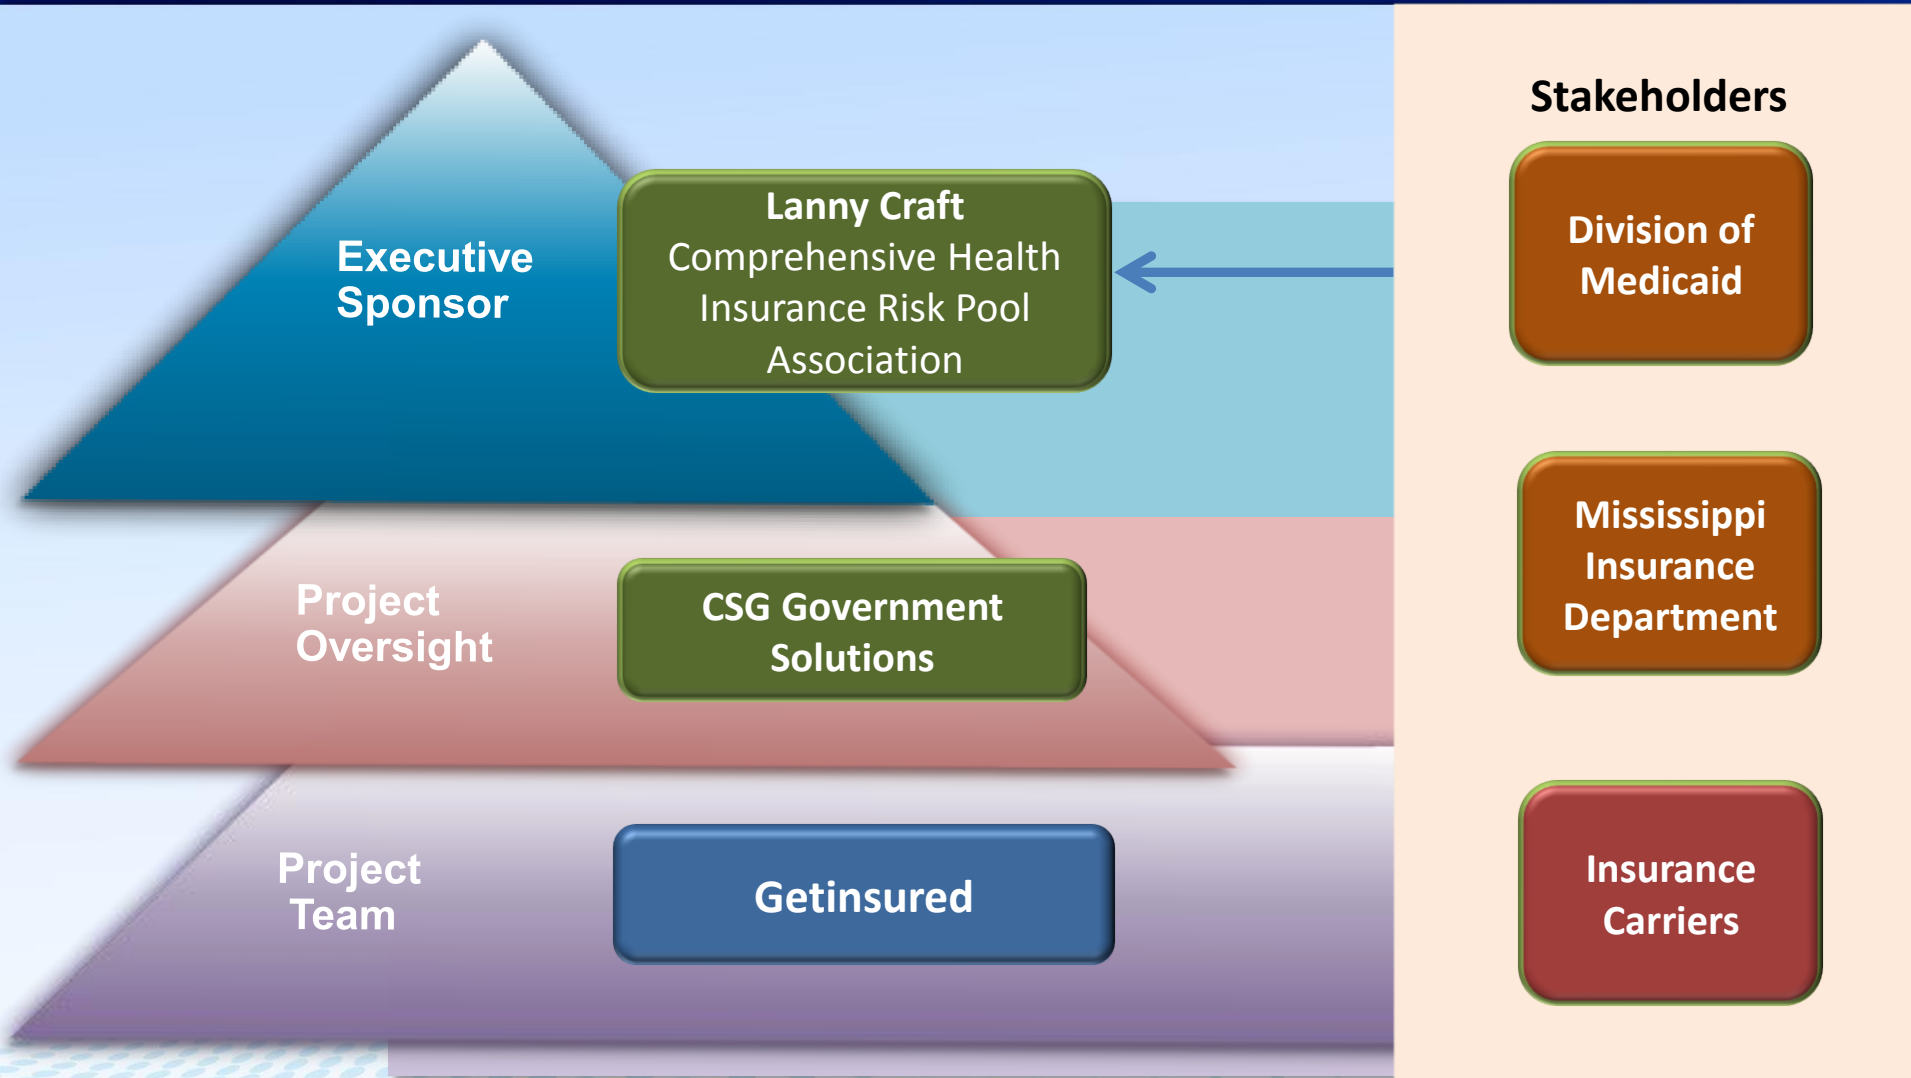 Stakeholders
Executive
Sponsor
Lanny Craft
Comprehensive Health
Insurance Risk Pool
Association
Division of
Medicaid
Project
Oversight
CSG Government
Solutions
Mississippi
Insurance
Department
Project
Team
Getinsured
Insurance
Carriers